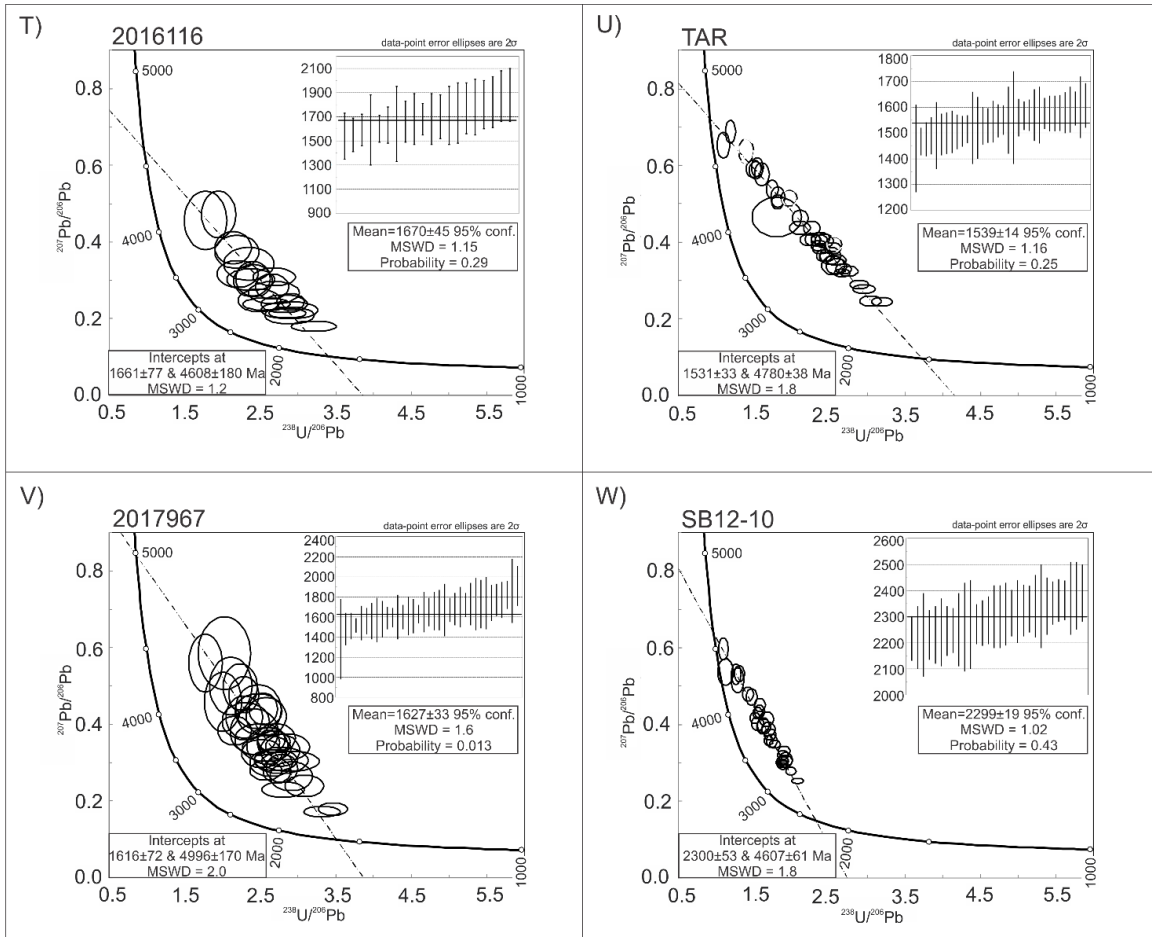 T)
2016116
data-point error ellipses are 2σ
5000
4000
3000
2000
1000
0.8
0.6
0.4
0.2
0.0
²⁰⁷Pb/²⁰⁶Pb
0.5 1.5 2.5 3.5 4.5 5.5
²³⁸U/²⁰⁶Pb
2100
1900
1700
1500
1300
1100
900
Mean=1670±45 95% conf.
MSWD = 1.15
Probability = 0.29
Intercepts at
1661±77 & 4608±180 Ma
MSWD = 1.2
U)
TAR
data-point error ellipses are 2σ
5000
4000
3000
2000
1000
0.8
0.6
0.4
0.2
0.0
²⁰⁷Pb/²⁰⁶Pb
0.5 1.5 2.5 3.5 4.5 5.5
²³⁸U/²⁰⁶Pb
1800
1700
1600
1500
1400
1300
1200
Mean=1539±14 95% conf.
MSWD = 1.16
Probability = 0.25
Intercepts at
1531±33 & 4780±38 Ma
MSWD = 1.8
V)
2017967
data-point error ellipses are 2σ
5000
4000
3000
2000
1000
0.8
0.6
0.4
0.2
0.0
²⁰⁷Pb/²⁰⁶Pb
0.5 1.5 2.5 3.5 4.5 5.5
²³⁸U/²⁰⁶Pb
2400
2200
2000
1800
1600
1400
1200
1000
800
Mean=1627±33 95% conf.
MSWD = 1.6
Probability = 0.013
Intercepts at
1616±72 & 4996±170 Ma
MSWD = 2.0
W)
SB12-10
data-point error ellipses are 2σ
5000
4000
3000
2000
1000
0.8
0.6
0.4
0.2
0.0
²⁰⁷Pb/²⁰⁶Pb
0.5 1.5 2.5 3.5 4.5 5.5
²³⁸U/²⁰⁶Pb
2600
2500
2400
2300
2200
2100
2000
Mean=2299±19 95% conf.
MSWD = 1.02
Probability = 0.43
Intercepts at
2300±53 & 4607±61 Ma
MSWD = 1.8